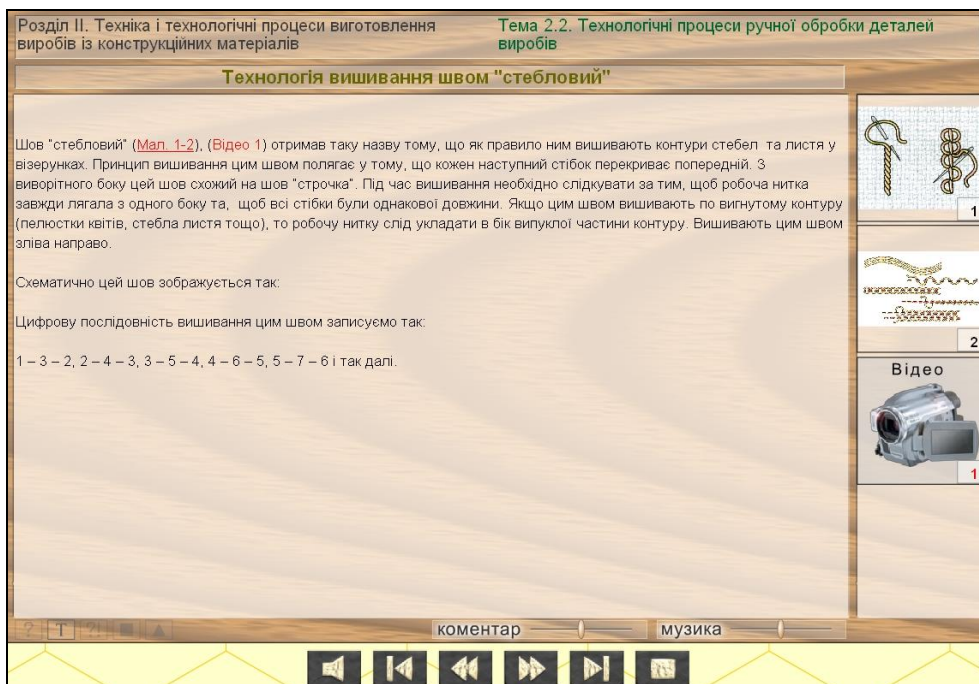 Розділ ІІ. Техніка і технологічні процеси виготовлення
виробів із конструкційних матеріалів
Тема 2.2. Технологічні процеси ручної обробки деталей
виробів
Технологія вишивання швом "стебловий"
Шов "стебловий" (Мал. 1-2), (Відео 1) отримав таку назву тому, що як правило ним вишивають контури стебел та листя у
візерунках. Принцип вишивання цим швом полягає у тому, що кожен наступний стібок перекриває попередній. З
виворітного боку цей шов схожий на шов "строчка". Під час вишивання необхідно слідкувати за тим, щоб робоча нитка
завжди лягала з одного боку та, щоб всі стібки були однакової довжини. Якщо цим швом вишивають по вигнутому контуру
(пелюстки квітів, стебла листя тощо), то робочу нитку слід укладати в бік випуклої частини контуру. Вишивають цим швом
зліва направо.
Схематично цей шов зображується так:
Цифрову послідовність вишивання цим швом записуємо так:
1 – 3 – 2, 2 – 4 – 3, 3 – 5 – 4, 4 – 6 – 5, 5 – 7 – 6 і так далі.
1
2
Відео
1
? T ?!
коментар
музика